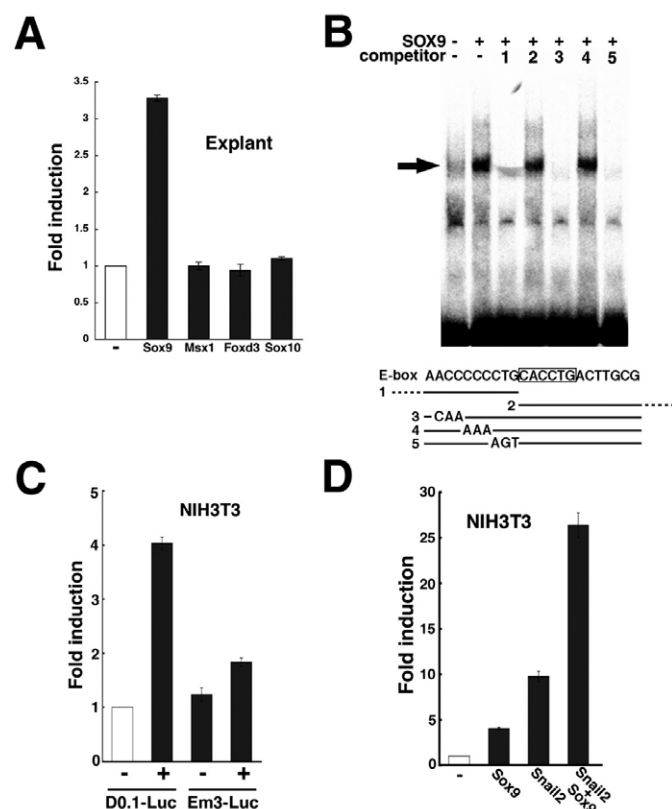 A
Explant
Fold induction
3.5
3
2.5
2
1.5
1
0.5
0
- Sox9 Msx1 Foxd3 Sox10
B
SOX9 - + + + + + +
competitor - - 1 2 3 4 5
E-box AACCCCCCTGCACCTGACTTGCG
1
2
3 CAA
4 AAA
5 AGT
C
NIH3T3
Fold induction
5
4
3
2
1
0
- + - +
D0.1-Luc Em3-Luc
D
NIH3T3
Fold induction
30
25
20
15
10
5
0
- Sox9 Snail2 Snail2 + Sox9